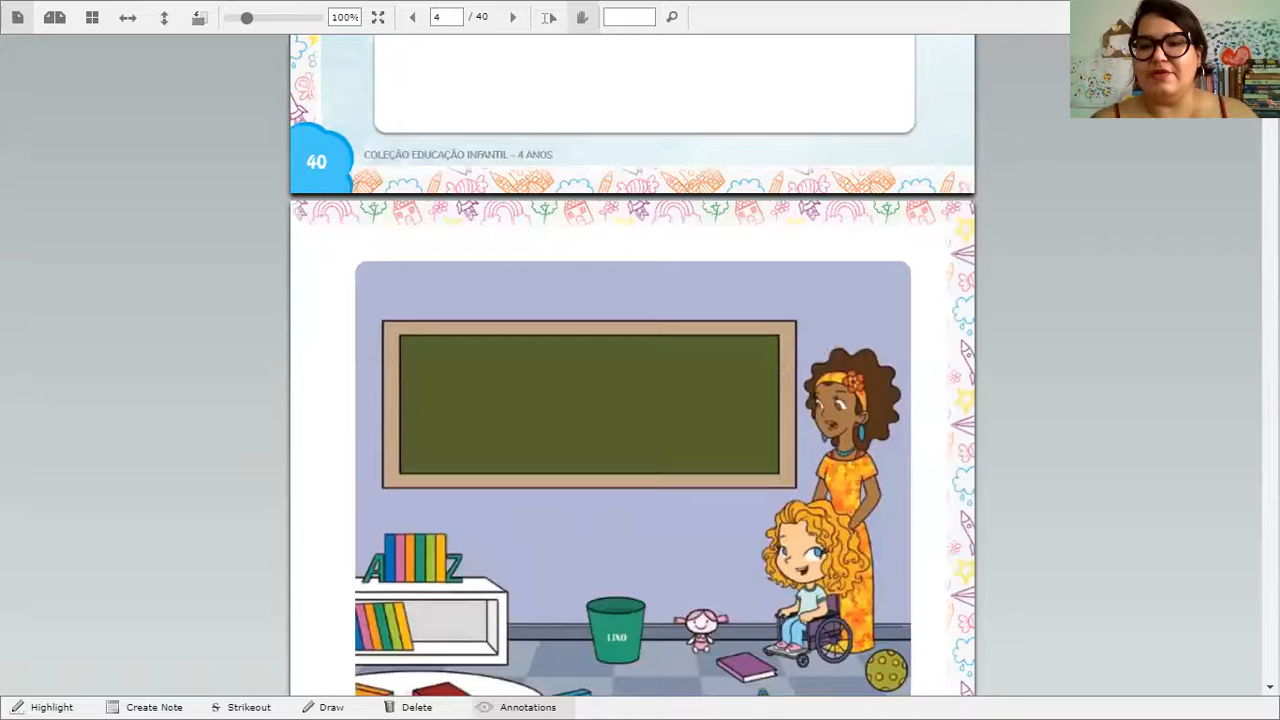 100%
4 / 40
40
COLEÇÃO EDUCAÇÃO INFANTIL – 4 ANOS
A Z
LIXO
Highlight Create Note Strikeout Draw Delete Annotations